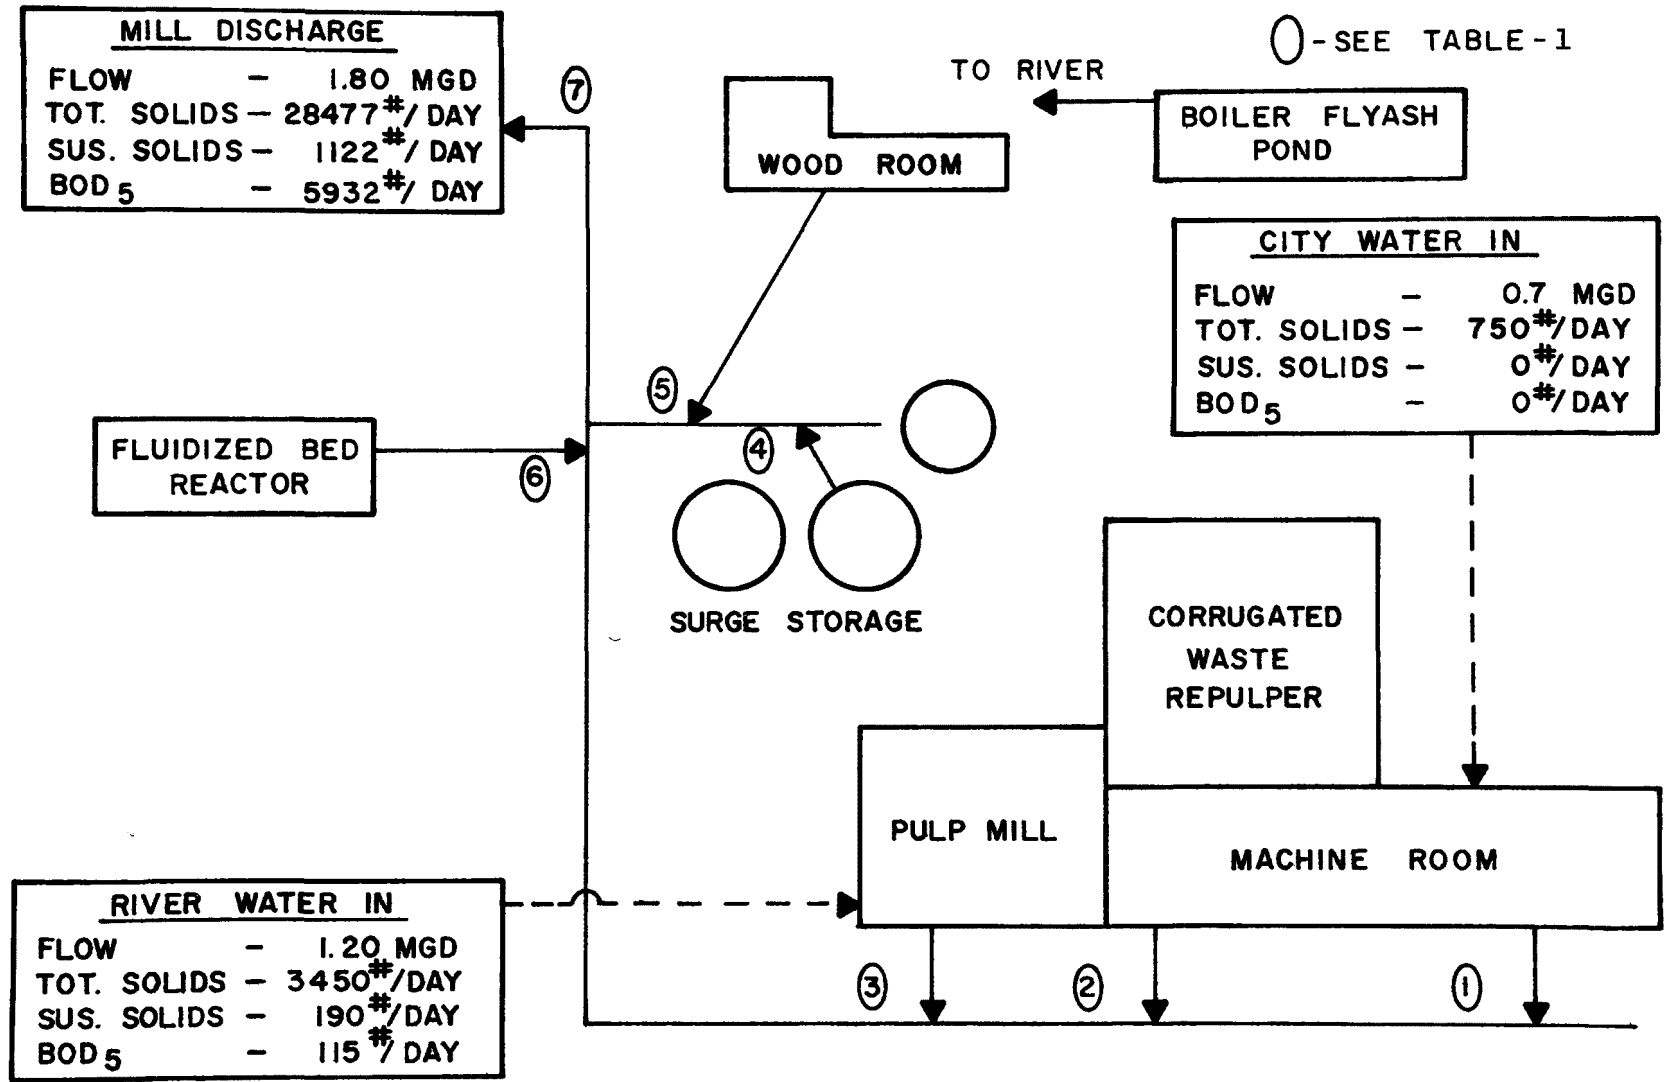 MILL DISCHARGE
FLOW – 1.80 MGD
TOT. SOLIDS – 28477#/DAY
SUS. SOLIDS – 1122#/DAY
BOD5 – 5932#/DAY
7
TO RIVER
○-SEE TABLE-1
BOILER FLYASH
POND
WOOD ROOM
CITY WATER IN
FLOW – 0.7 MGD
TOT. SOLIDS – 750#/DAY
SUS. SOLIDS – 0#/DAY
BOD5 – 0#/DAY
5
4
FLUIDIZED BED
REACTOR
6
SURGE STORAGE
CORRUGATED
WASTE
REPULPER
PULP MILL
MACHINE ROOM
RIVER WATER IN
FLOW – 1.20 MGD
TOT. SOLIDS – 3450#/DAY
SUS. SOLIDS – 190#/DAY
BOD5 – 115#/DAY
3
2
1